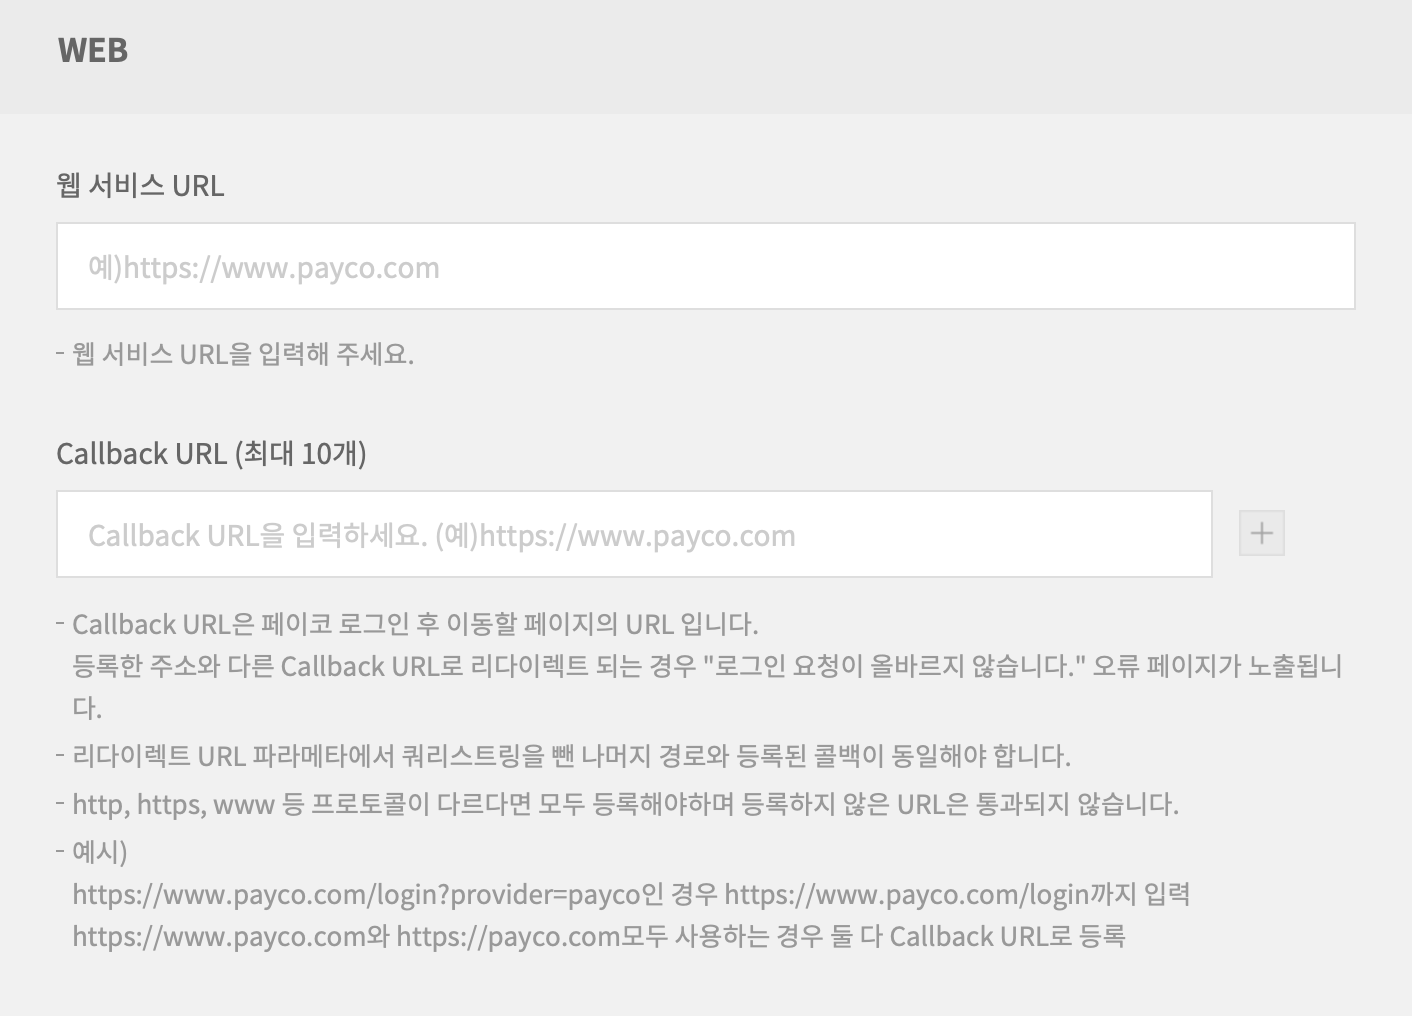 WEB
웹 서비스 URL
예)https://www.payco.com
- 웹 서비스 URL을 입력해 주세요.
Callback URL (최대 10개)
Callback URL을 입력하세요. (예)https://www.payco.com
- Callback URL은 페이코 로그인 후 이동할 페이지의 URL 입니다.
등록한 주소와 다른 Callback URL로 리다이렉트 되는 경우 "로그인 요청이 올바르지 않습니다." 오류 페이지가 노출됩니
다.
- 리다이렉트 URL 파라메타에서 쿼리스트링을 뺀 나머지 경로와 등록된 콜백이 동일해야 합니다.
- http, https, www 등 프로토콜이 다르다면 모두 등록해야하며 등록하지 않은 URL은 통과되지 않습니다.
- 예시)
https://www.payco.com/login?provider=payco인 경우 https://www.payco.com/login까지 입력
https://www.payco.com와 https://payco.com모두 사용하는 경우 둘 다 Callback URL로 등록